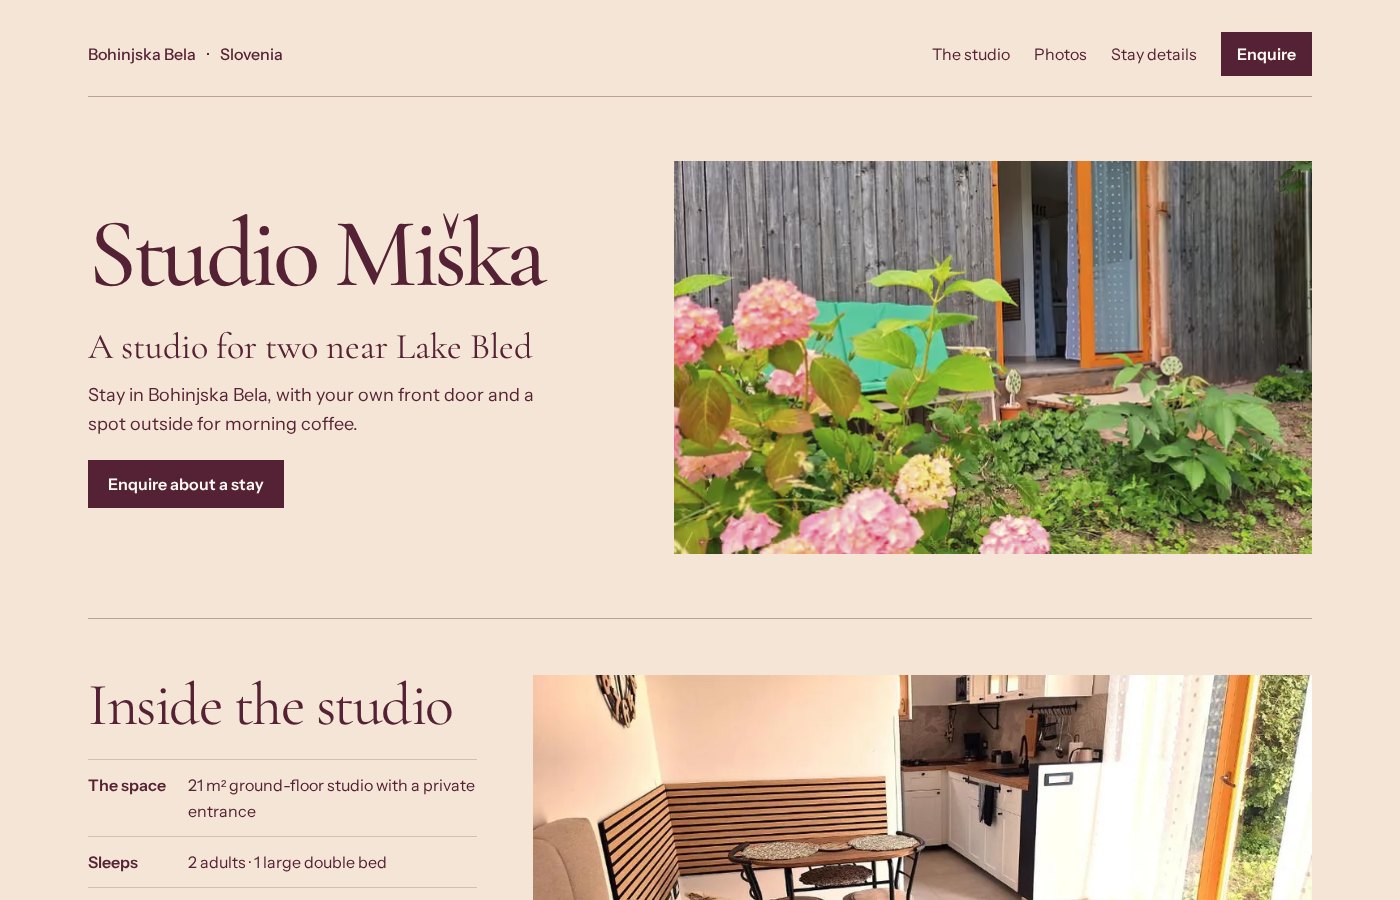 Bohinjska Bela · Slovenia
The studio Photos Stay details Enquire
Studio Miška
A studio for two near Lake Bled
Stay in Bohinjska Bela, with your own front door and a
spot outside for morning coffee.
Enquire about a stay
Inside the studio
The space 21 m² ground-floor studio with a private
entrance
Sleeps 2 adults · 1 large double bed